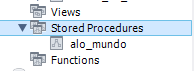 Views
Stored Procedures
alo_mundo
Functions